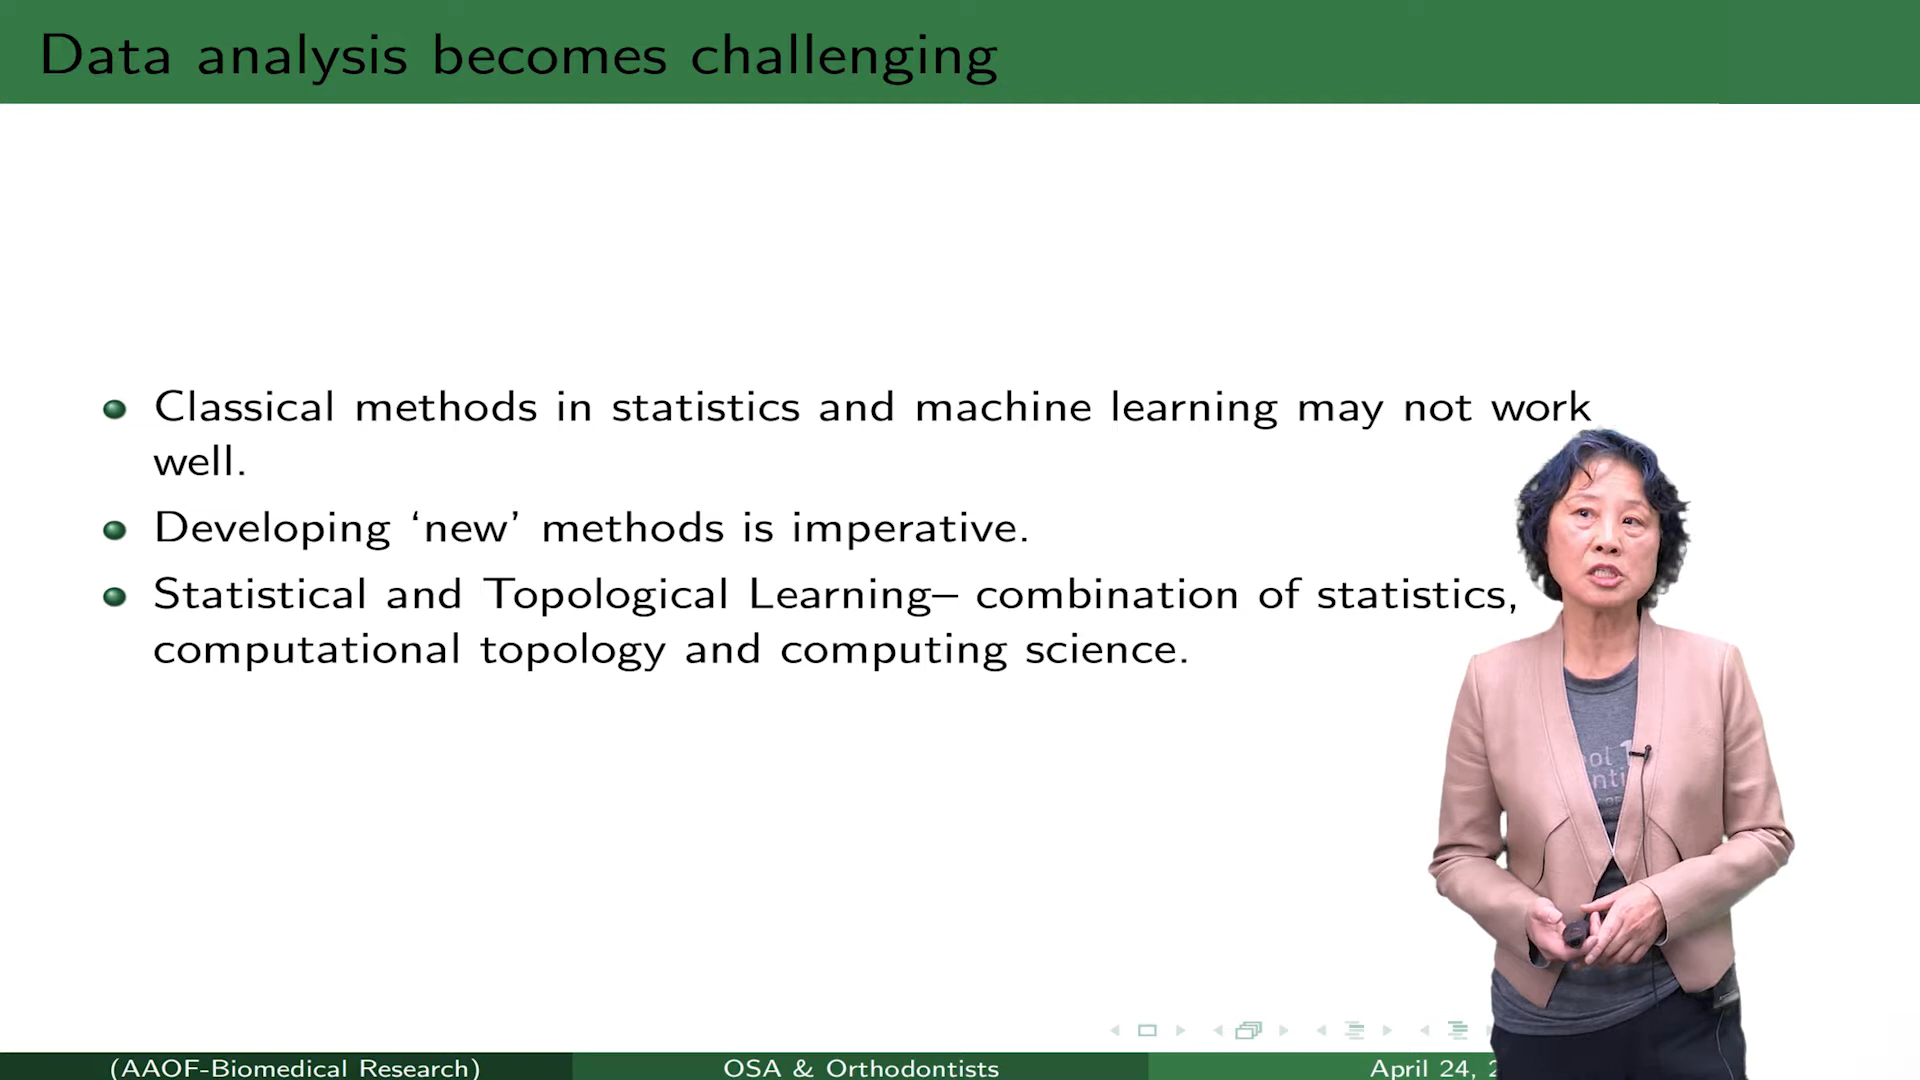 Data analysis becomes challenging
Classical methods in statistics and machine learning may not work
well.
Developing ‘new’ methods is imperative.
Statistical and Topological Learning– combination of statistics,
computational topology and computing science.
(AAOF-Biomedical Research)
OSA & Orthodontists
April 24,